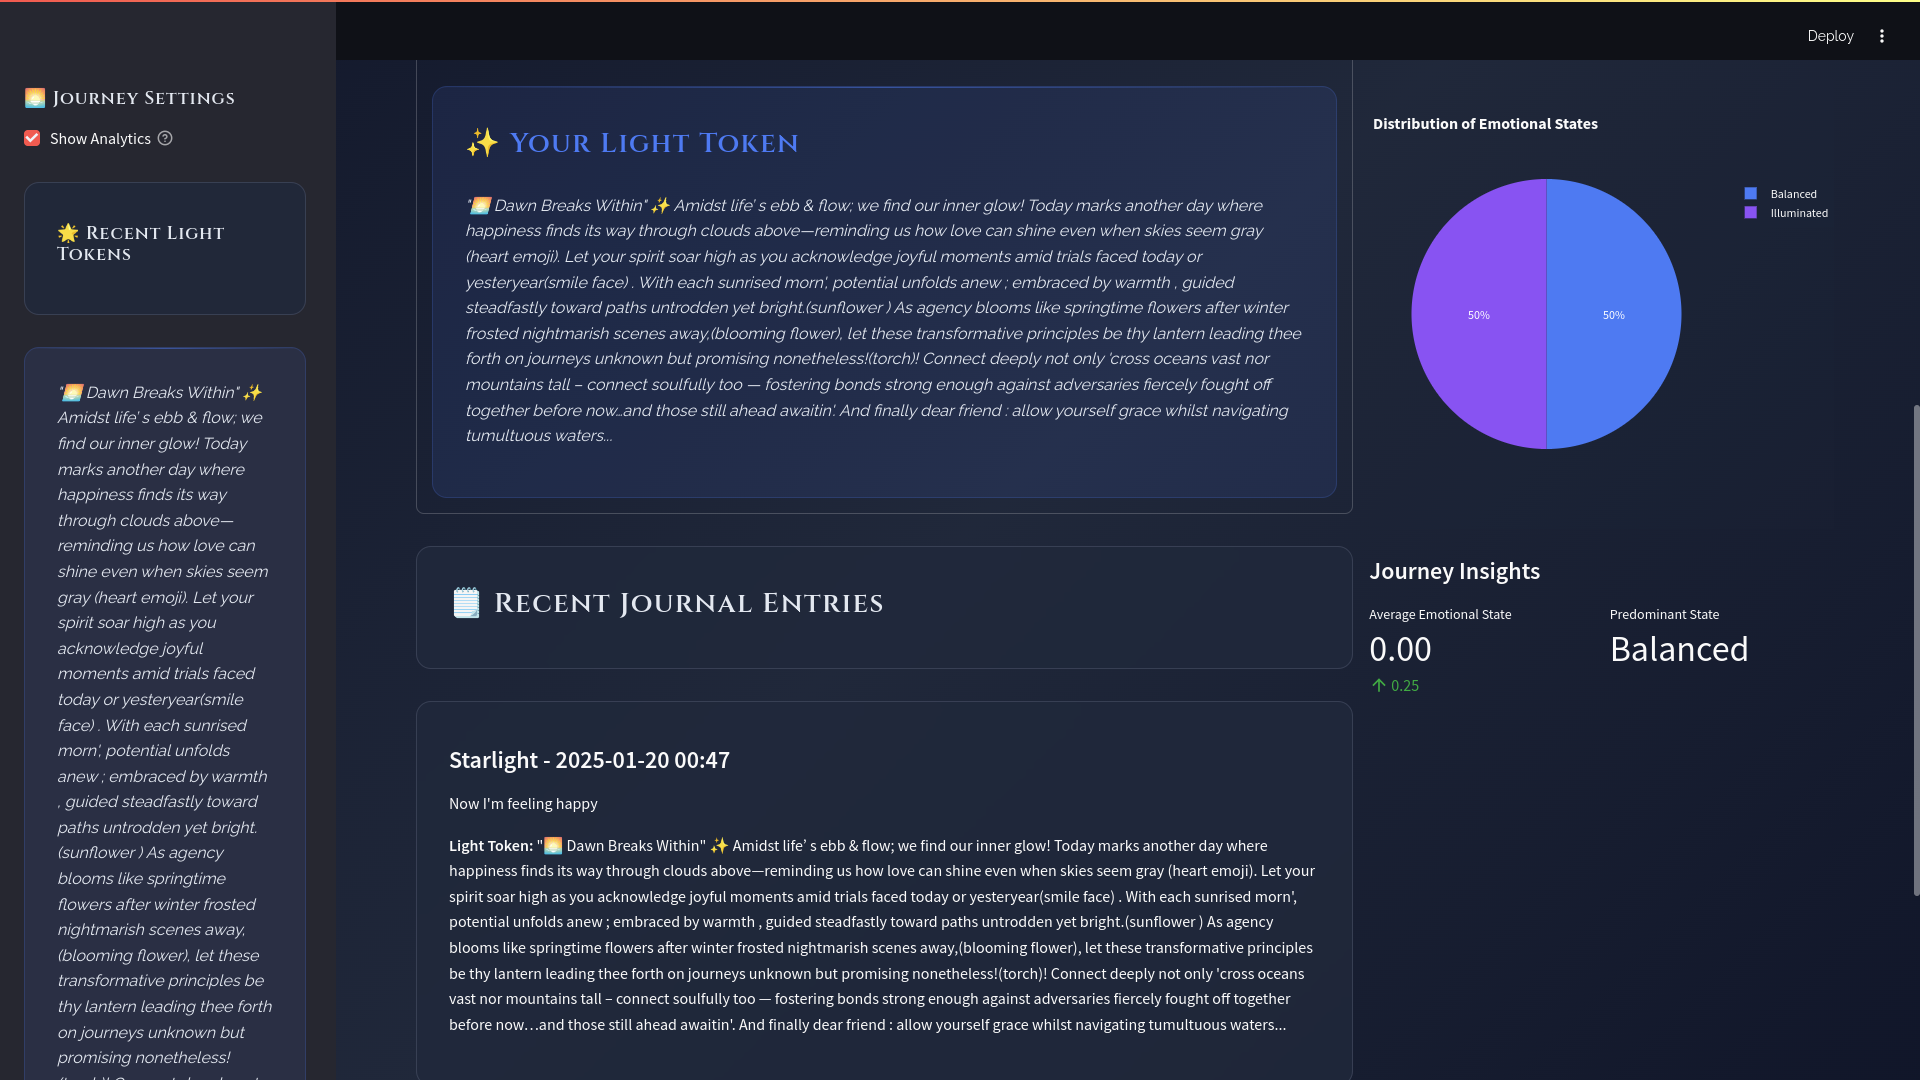 Deploy
🌅 Journey Settings
Show Analytics
🌟 Recent Light
Tokens
"🌅 Dawn Breaks Within" ✨
Amidst life’ s ebb & flow; we
find our inner glow! Today
marks another day where
happiness finds its way
through clouds above—
reminding us how love can
shine even when skies seem
gray (heart emoji). Let your
spirit soar high as you
acknowledge joyful
moments amid trials faced
today or yesteryear(smile
face) . With each sunrised
morn', potential unfolds
anew ; embraced by warmth
, guided steadfastly toward
paths untrodden yet bright.
(sunflower ) As agency
blooms like springtime
flowers after winter frosted
nightmarish scenes away,
(blooming flower), let these
transformative principles be
thy lantern leading thee forth
on journeys unknown but
promising nonetheless!
✨ Your Light Token
"🌅 Dawn Breaks Within" ✨ Amidst life’ s ebb & flow; we find our inner glow! Today marks another day where
happiness finds its way through clouds above—reminding us how love can shine even when skies seem gray
(heart emoji). Let your spirit soar high as you acknowledge joyful moments amid trials faced today or
yesteryear(smile face) . With each sunrised morn', potential unfolds anew ; embraced by warmth , guided
steadfastly toward paths untrodden yet bright.(sunflower ) As agency blooms like springtime flowers after winter
frosted nightmarish scenes away,(blooming flower), let these transformative principles be thy lantern leading thee
forth on journeys unknown but promising nonetheless!(torch)! Connect deeply not only 'cross oceans vast nor
mountains tall – connect soulfully too — fostering bonds strong enough against adversaries fiercely fought off
together before now…and those still ahead awaitin'. And finally dear friend : allow yourself grace whilst navigating
tumultuous waters...
🗒️ Recent Journal Entries
Starlight - 2025-01-20 00:47
Now I'm feeling happy
Light Token: "🌅 Dawn Breaks Within" ✨ Amidst life’ s ebb & flow; we find our inner glow! Today marks another day where
happiness finds its way through clouds above—reminding us how love can shine even when skies seem gray (heart emoji). Let your
spirit soar high as you acknowledge joyful moments amid trials faced today or yesteryear(smile face) . With each sunrised morn',
potential unfolds anew ; embraced by warmth , guided steadfastly toward paths untrodden yet bright.(sunflower ) As agency
blooms like springtime flowers after winter frosted nightmarish scenes away,(blooming flower), let these transformative principles
be thy lantern leading thee forth on journeys unknown but promising nonetheless!(torch)! Connect deeply not only 'cross oceans
vast nor mountains tall – connect soulfully too — fostering bonds strong enough against adversaries fiercely fought off together
before now…and those still ahead awaitin'. And finally dear friend : allow yourself grace whilst navigating tumultuous waters...
Distribution of Emotional States
Balanced
Illuminated
50%
50%
Journey Insights
Average Emotional State
0.00
↑ 0.25
Predominant State
Balanced